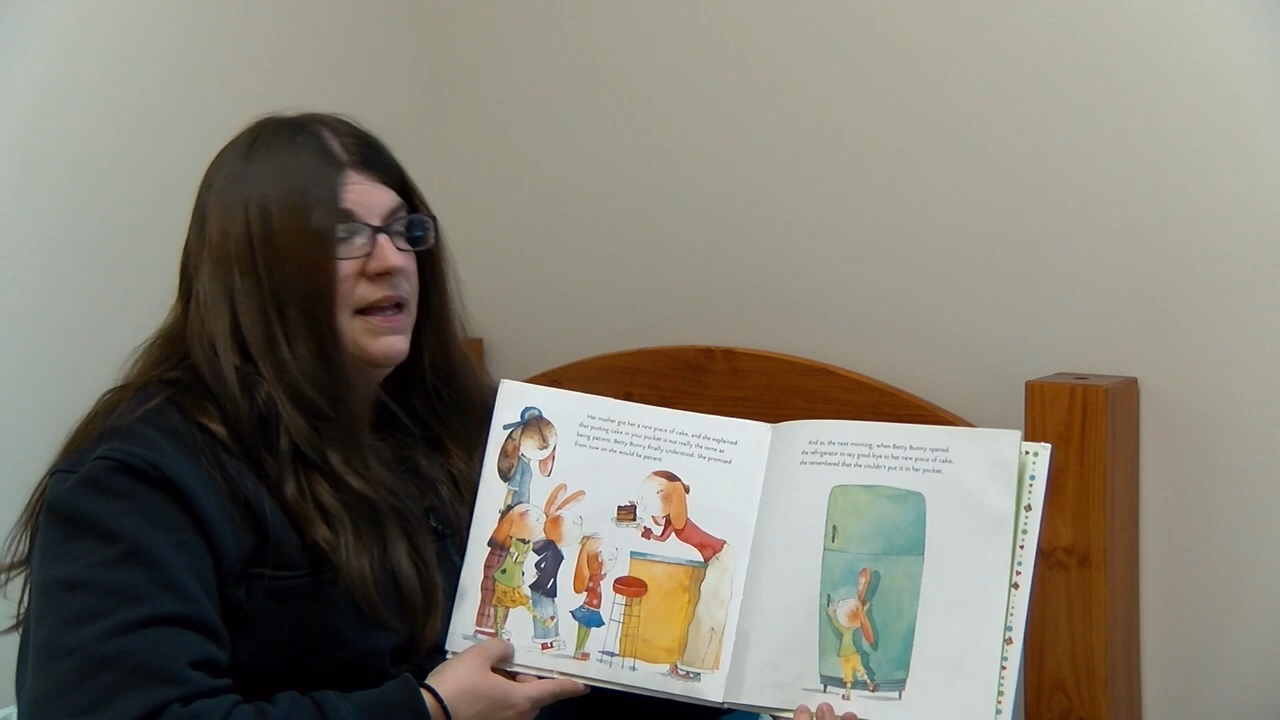 Her mother got her a new piece of cake, and she explained
that putting cake in your pocket is not really the same as
being patient. Betty Bunny finally understood. She promised
from now on she would be patient.
And so, the next morning, when Betty Bunny opened
the refrigerator to say good-bye to her new piece of cake,
she remembered that she couldn't put it in her pocket.